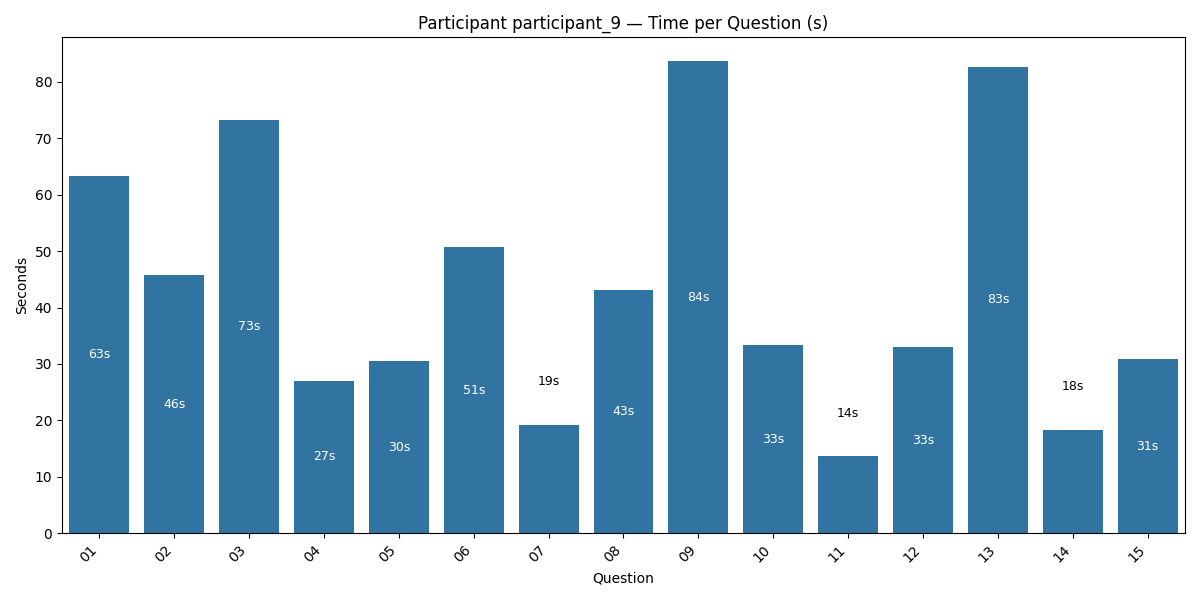 Participant participant_9 — Time per Question (s)
Seconds
80
70
60
50
40
30
20
10
0
63s
46s
73s
27s
30s
51s
19s
43s
84s
33s
14s
33s
83s
18s
31s
01 02 03 04 05 06 07 08 09 10 11 12 13 14 15
Question